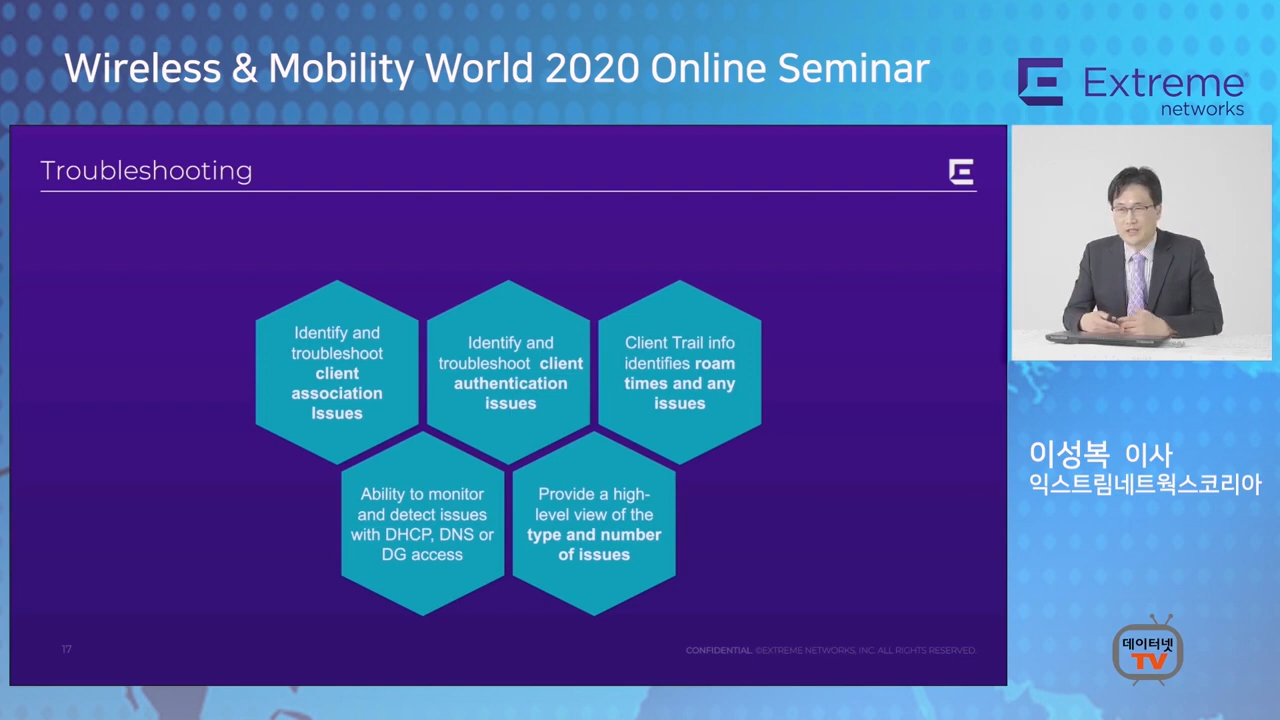 Wireless & Mobility World 2020 Online Seminar
Extreme
networks
Troubleshooting
Identify and
troubleshoot
client
association
Issues
Identify and
troubleshoot client
authentication
issues
Client Trail info
identifies roam
times and any
issues
Ability to monitor
and detect issues
with DHCP, DNS or
DG access
Provide a high-
level view of the
type and number
of issues
17
CONFIDENTIAL. ©EXTREME NETWORKS, INC. ALL RIGHTS RESERVED.
이성복 이사
익스트림네트웍스코리아
데이터넷
TV